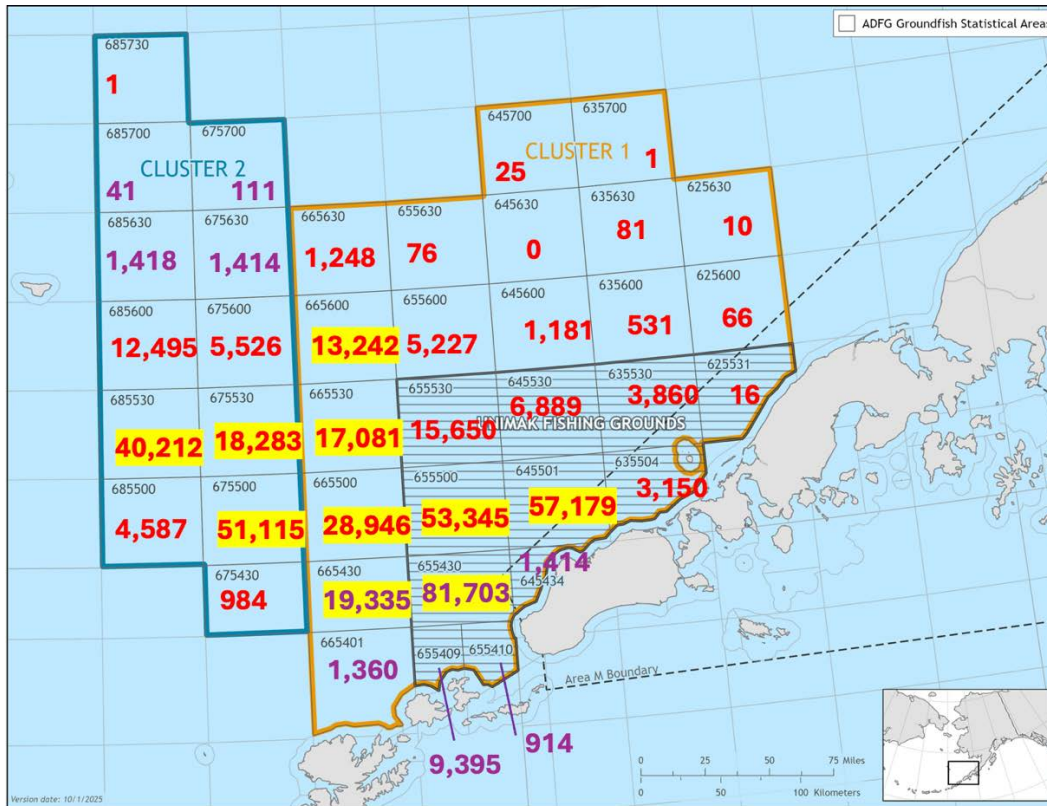 ADFG Groundfish Statistical Areas
685730
1
685700 675700
CLUSTER 2
41 111
645700 635700
CLUSTER 1
25 1
685630 675630 665630 655630 645630 635630 625630
1,418 1,414 1,248 76 0 81 10
685600 675600 665600 655600 645600 635600 625600
12,495 5,526 13,242 5,227 1,181 531 66
685530 675530 665530 655530 645530 635530 625531
40,212 18,283 17,081 15,650 6,889 3,860 16
UNIMAK FISHING GROUNDS
685500 675500 665500 655500 645501 635504
4,587 51,115 28,946 53,345 57,179 3,150
675430 665430 655430 645434
984 19,335 81,703 1,414
665401 655409 655410
1,360
9,395 914
Area M Boundary
0 25 50 75 Miles
0 50 100 Kilometers
Version date: 10/1/2025